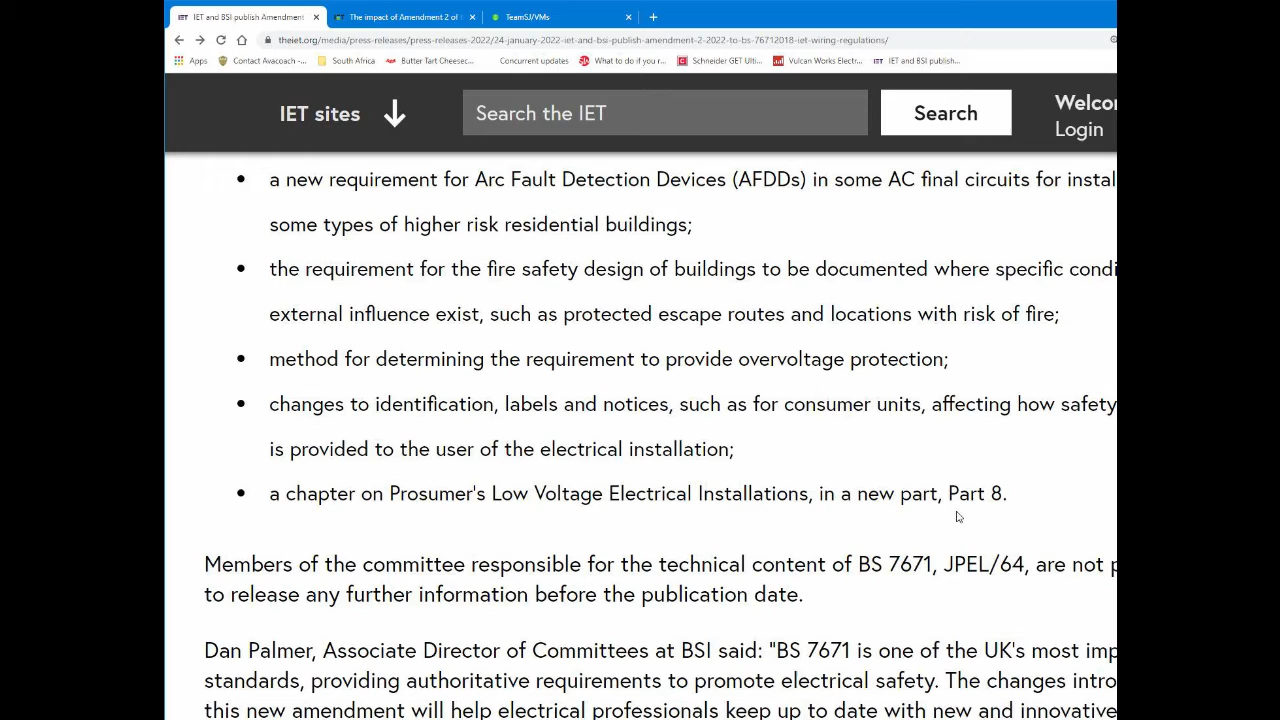 IET and BSI publish Amendment
The impact of Amendment 2 of
TeamSJ/VMs
theiet.org/media/press-releases/press-releases-2022/24-january-2022-iet-and-bsi-publish-amendment-2-2022-to-bs-76712018-iet-wiring-regulations/
Apps Contact Avacoach -... South Africa Butter Tart Cheesec... Concurrent updates What to do if you r... Schneider GET Ulti... Vulcan Works Electr... IET and BSI publish...
IET sites Search the IET Search
Welcor
Login
• a new requirement for Arc Fault Detection Devices (AFDDs) in some AC final circuits for instal
some types of higher risk residential buildings;
• the requirement for the fire safety design of buildings to be documented where specific condi
external influence exist, such as protected escape routes and locations with risk of fire;
• method for determining the requirement to provide overvoltage protection;
• changes to identification, labels and notices, such as for consumer units, affecting how safety
is provided to the user of the electrical installation;
• a chapter on Prosumer's Low Voltage Electrical Installations, in a new part, Part 8.
Members of the committee responsible for the technical content of BS 7671, JPEL/64, are not p
to release any further information before the publication date.
Dan Palmer, Associate Director of Committees at BSI said: "BS 7671 is one of the UK's most imp
standards, providing authoritative requirements to promote electrical safety. The changes intro
this new amendment will help electrical professionals keep up to date with new and innovative